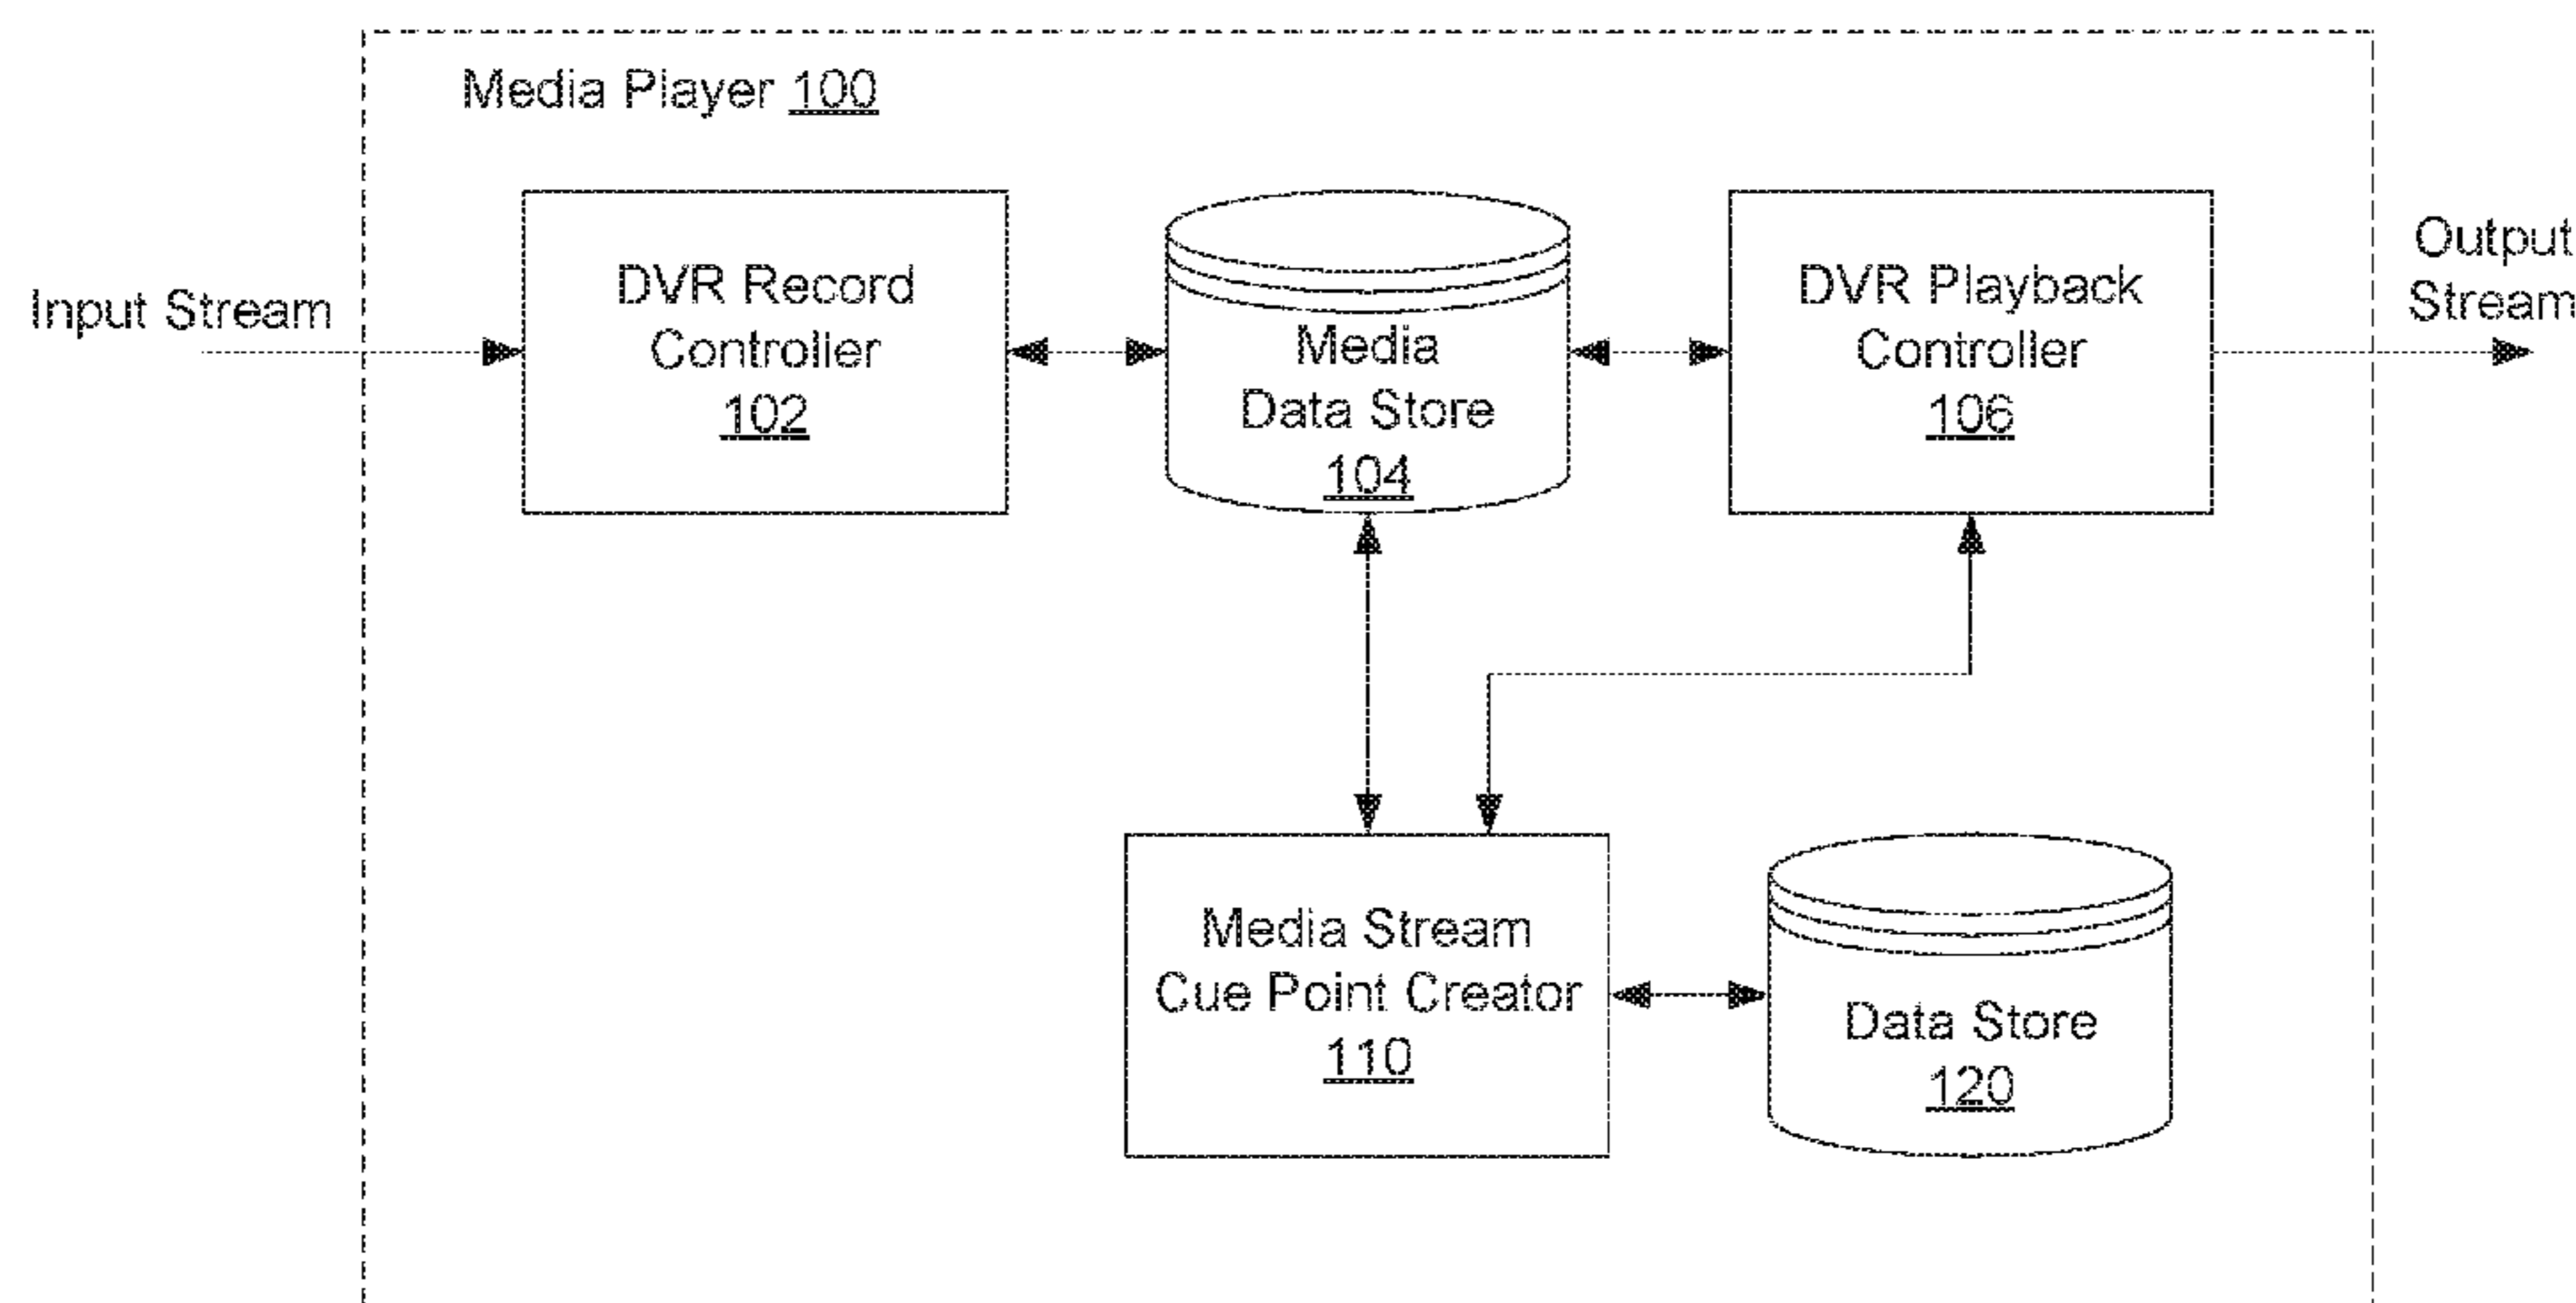 Media Player 100
Input Stream
DVR Record
Controller
102
Media
Data Store
104
DVR Playback
Controller
106
Output
Stream
Media Stream
Cue Point Creator
110
Data Store
120